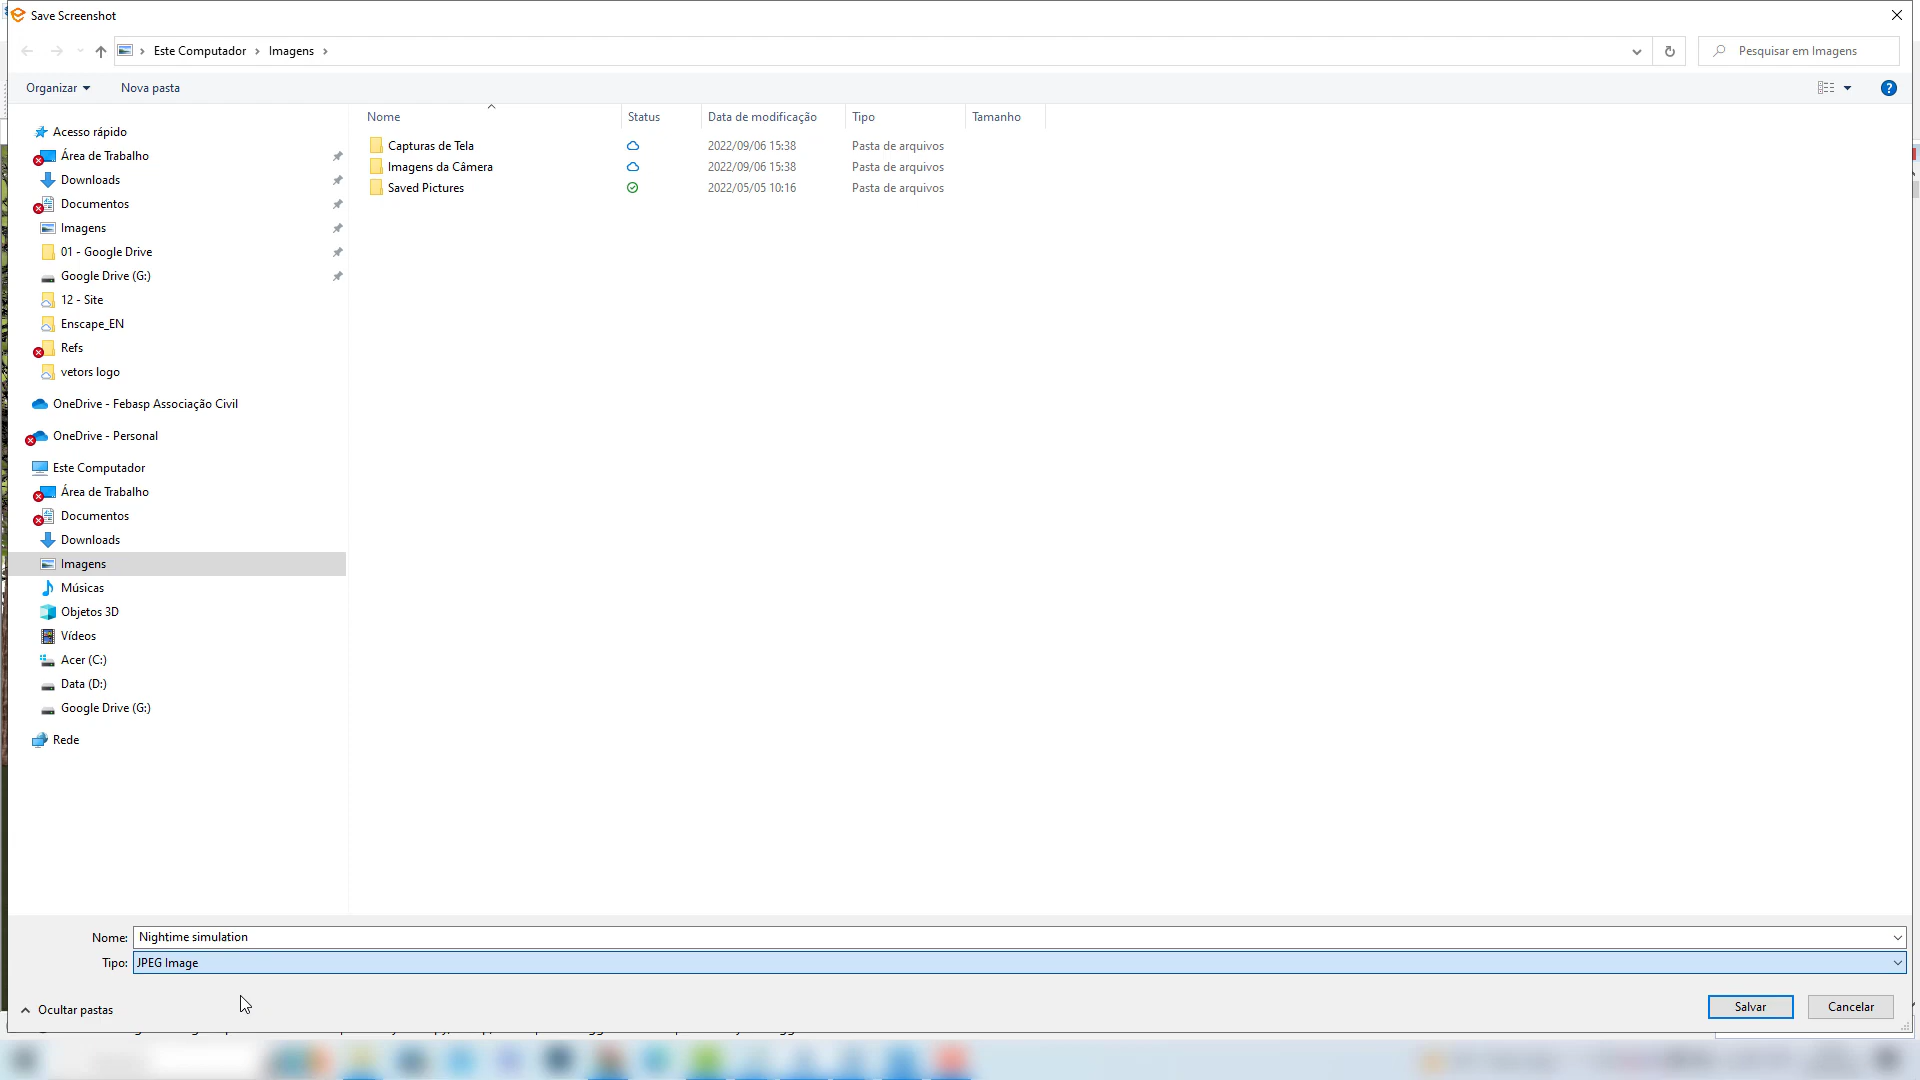 Save Screenshot
Este Computador > Imagens >
Pesquisar em Imagens
Organizar
Nova pasta
Nome
Status
Data de modificação
Tipo
Tamanho
Capturas de Tela
2022/09/06 15:38
Pasta de arquivos
Imagens da Câmera
2022/09/06 15:38
Pasta de arquivos
Saved Pictures
2022/05/05 10:16
Pasta de arquivos
Acesso rápido
Área de Trabalho
Downloads
Documentos
Imagens
01 - Google Drive
Google Drive (G:)
12 - Site
Enscape_EN
Refs
vetors logo
OneDrive - Febasp Associação Civil
OneDrive - Personal
Este Computador
Área de Trabalho
Documentos
Downloads
Imagens
Músicas
Objetos 3D
Vídeos
Acer (C:)
Data (D:)
Google Drive (G:)
Rede
Nome: Nightime simulation
Tipo: JPEG Image
Ocultar pastas
Salvar
Cancelar